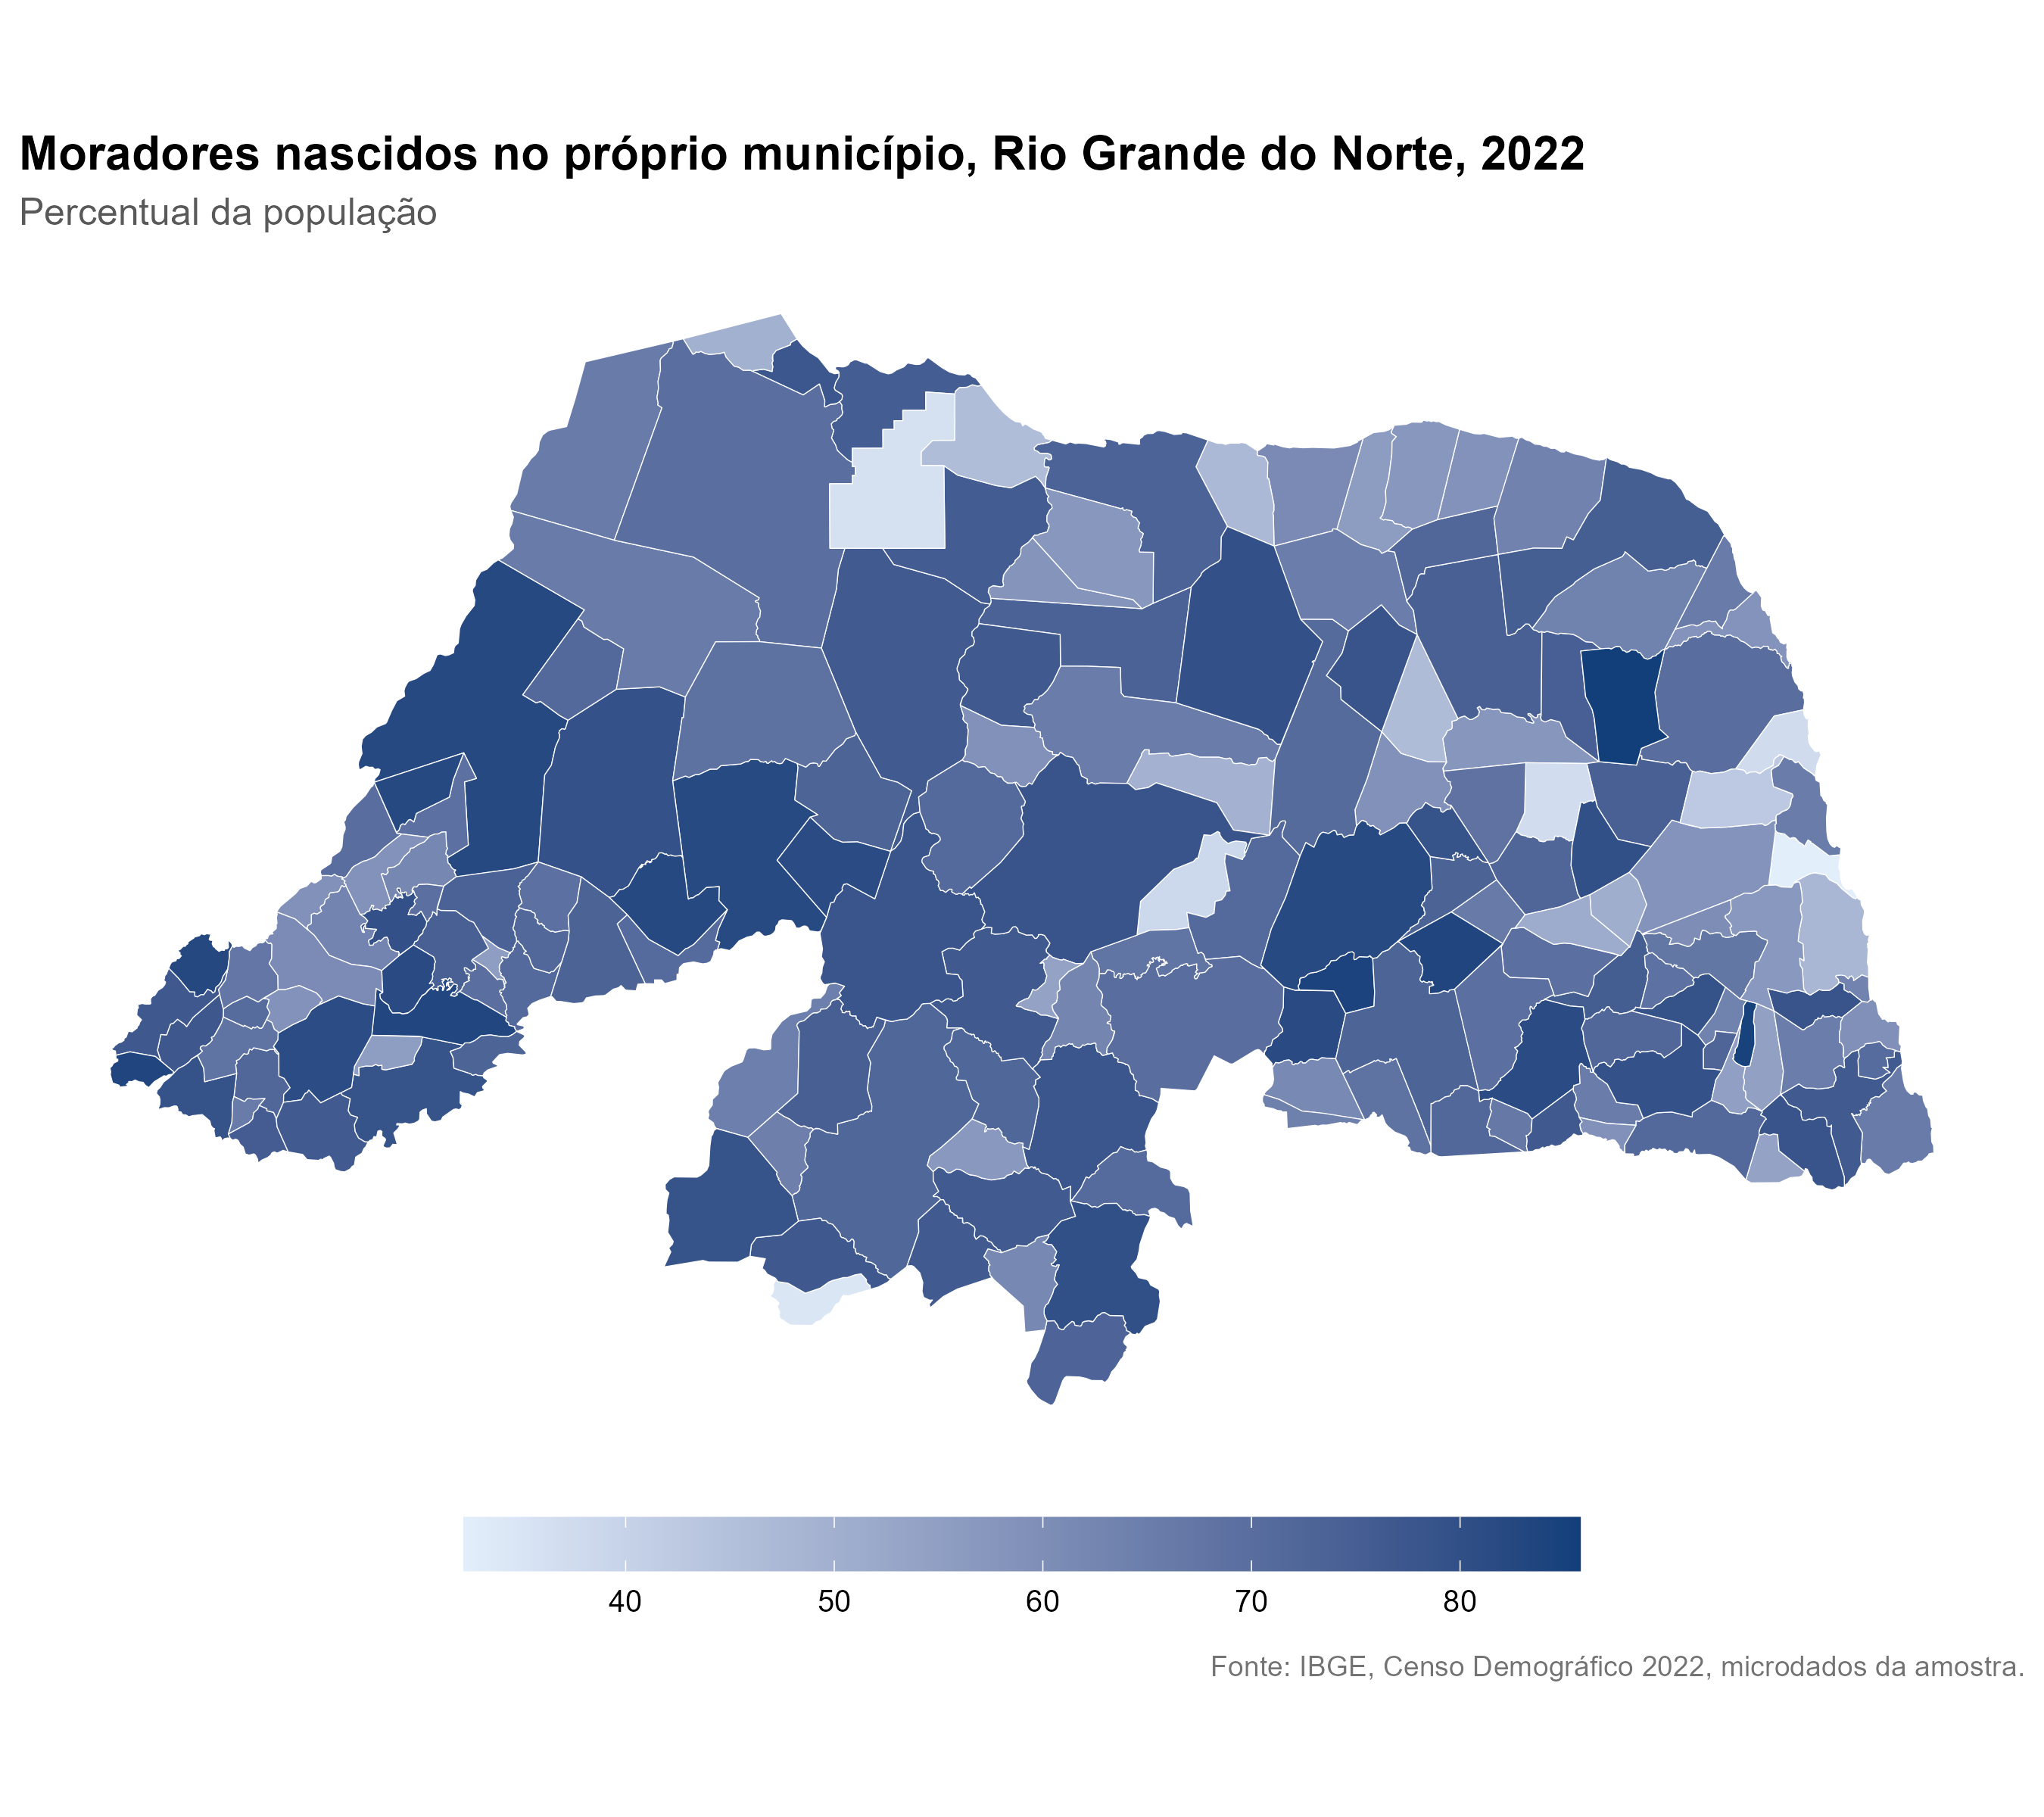 Moradores nascidos no próprio município, Rio Grande do Norte, 2022
Percentual da população
40 50 60 70 80
Fonte: IBGE, Censo Demográfico 2022, microdados da amostra.